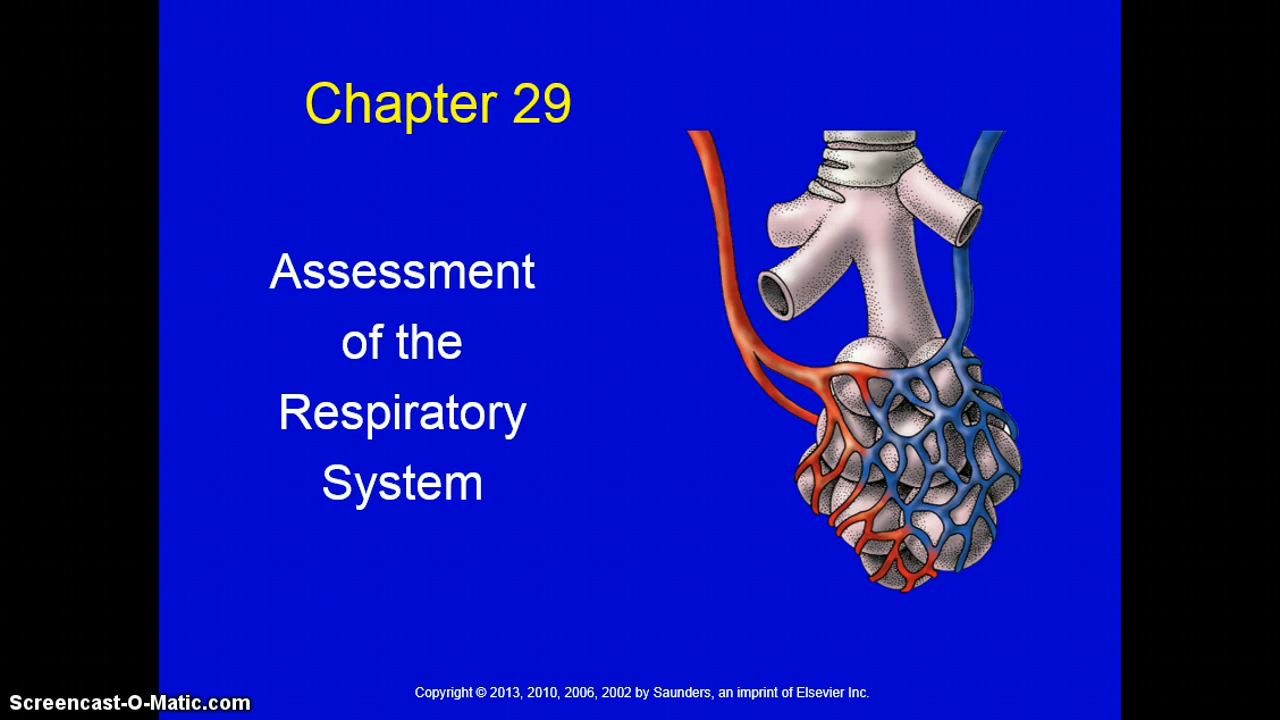 Chapter 29
Assessment
of the
Respiratory
System
Copyright © 2013, 2010, 2006, 2002 by Saunders, an imprint of Elsevier Inc.
Screencast-O-Matic.com